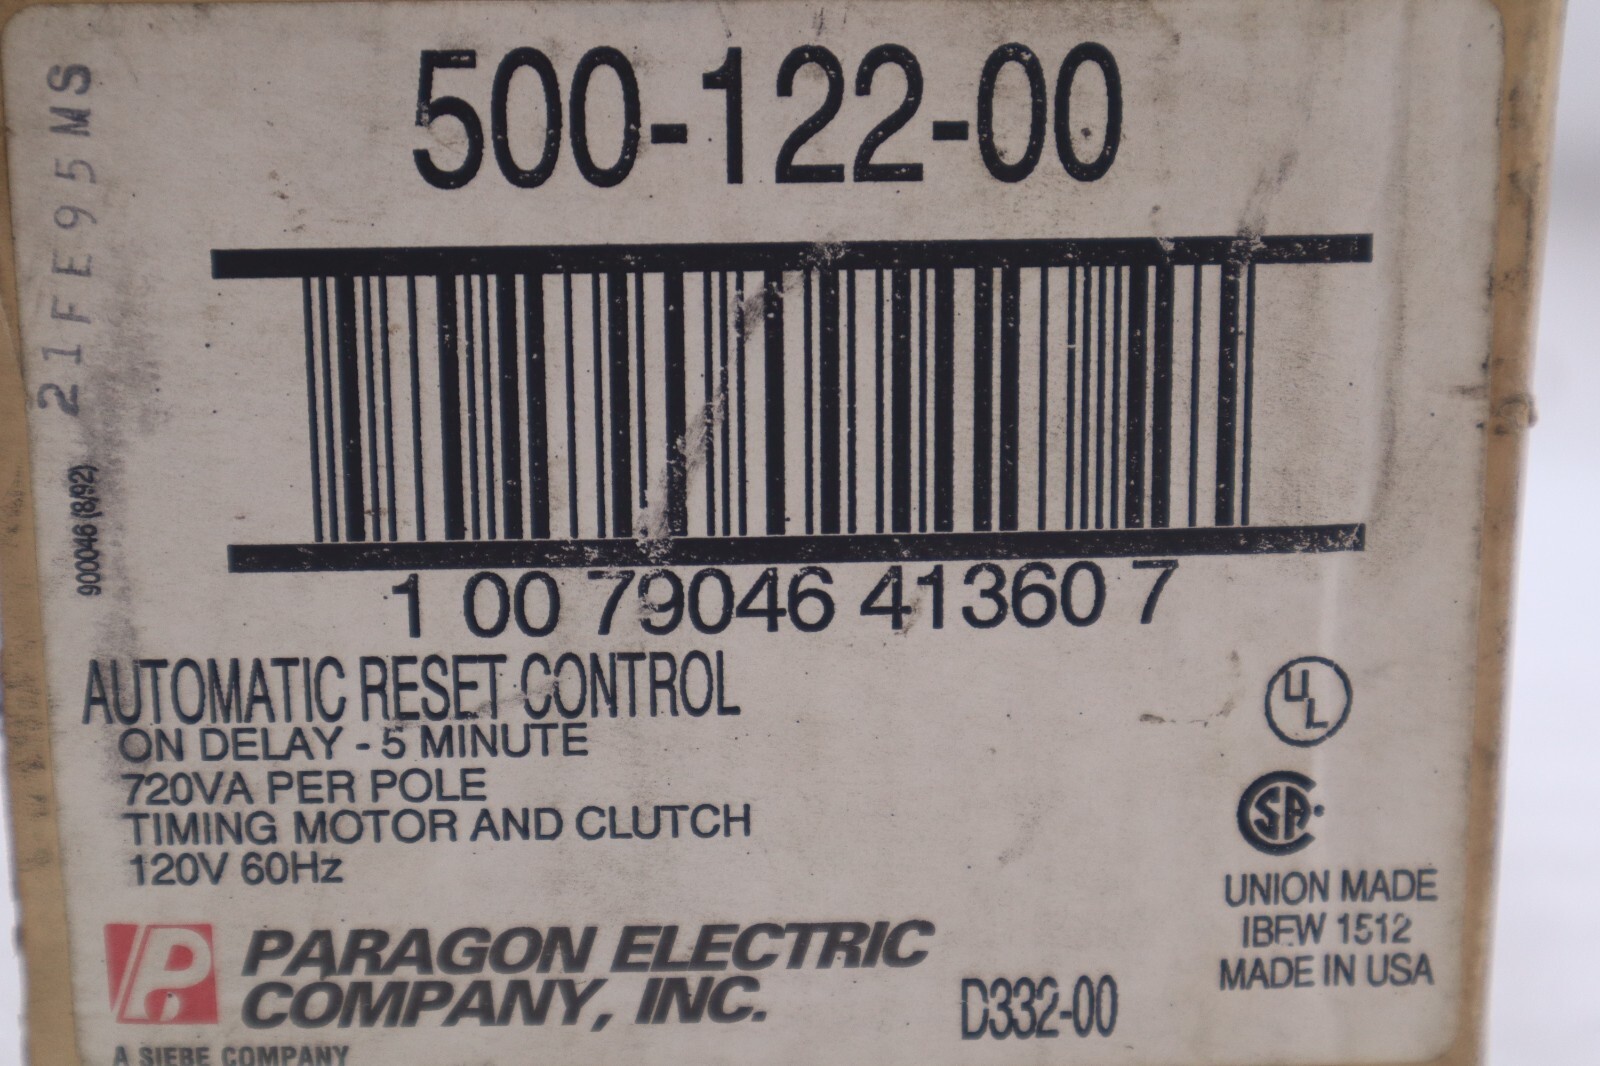 500-122-00
21FE95MS
900046 (8/92)
1 00 79046 41360 7
AUTOMATIC RESET CONTROL
ON DELAY - 5 MINUTE
720VA PER POLE
TIMING MOTOR AND CLUTCH
120V 60Hz
UL
SA
UNION MADE
IBEW 1512
MADE IN USA
P
PARAGON ELECTRIC
COMPANY, INC.
D332-00
A SIEBE COMPANY